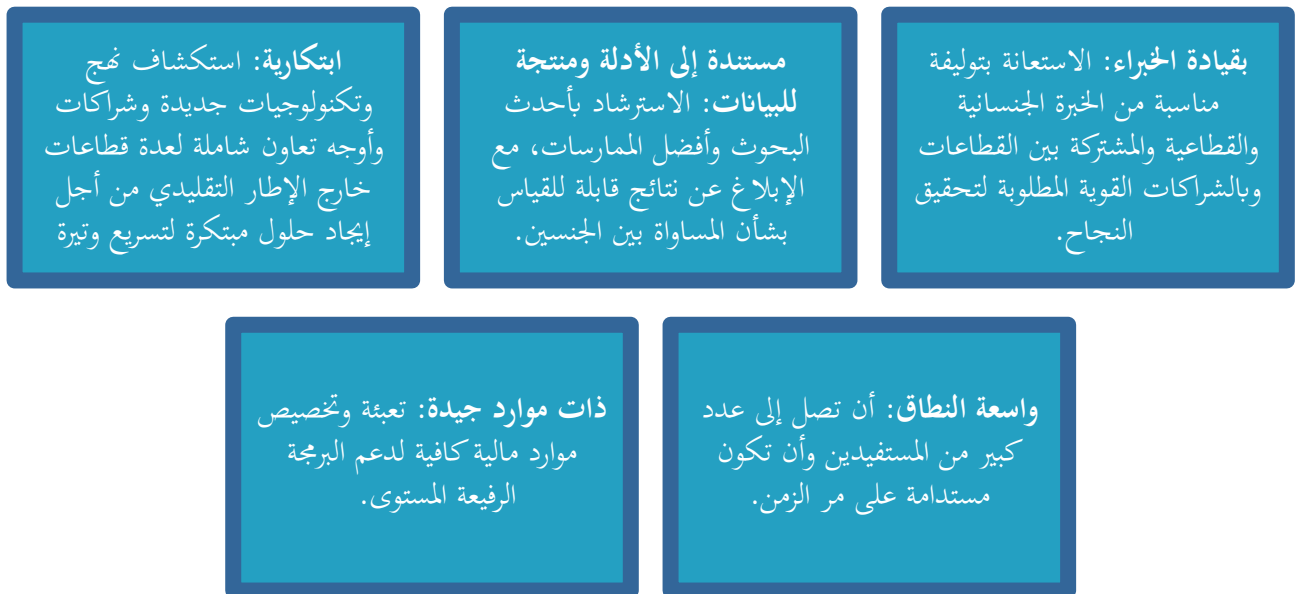 بقيادة الخبراء: الاستعانة بتوليفة
مناسبة من الخبرة الجنسانية
والقطاعية والمشتركة بين القطاعات
وبالشراكات القوية المطلوبة لتحقيق
النجاح.
مستندة إلى الأدلة ومنتجة
للبيانات: الاسترشاد بأحدث
البحوث وأفضل الممارسات، مع
الإبلاغ عن نتائج قابلة للقياس
بشأن المساواة بين الجنسين.
ابتكارية: استكشاف نهج
وتكنولوجيات جديدة وشراكات
وأوجه تعاون شاملة لعدة قطاعات
خارج الإطار التقليدي من أجل
إيجاد حلول مبتكرة لتسريع وتيرة
واسعة النطاق: أن تصل إلى عدد
كبير من المستفيدين وأن تكون
مستدامة على مر الزمن.
ذات موارد جيدة: تعبئة وتخصيص
موارد مالية كافية لدعم البرمجة
الرفيعة المستوى.